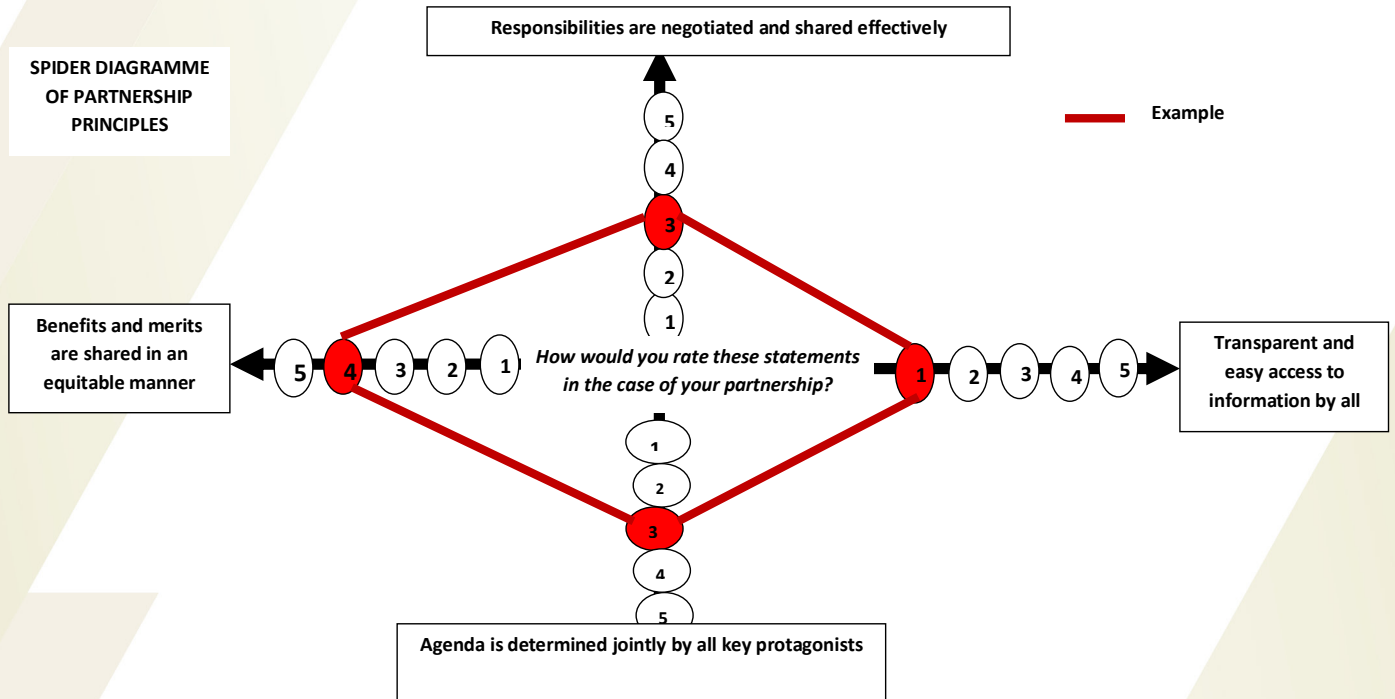 Responsibilities are negotiated and shared effectively
SPIDER DIAGRAMME
OF PARTNERSHIP
PRINCIPLES
Example
5
4
3
2
1
Benefits and merits
are shared in an
equitable manner
5 4 3 2 1
How would you rate these statements
in the case of your partnership?
1 2 3 4 5
Transparent and
easy access to
information by all
1
2
3
4
5
Agenda is determined jointly by all key protagonists